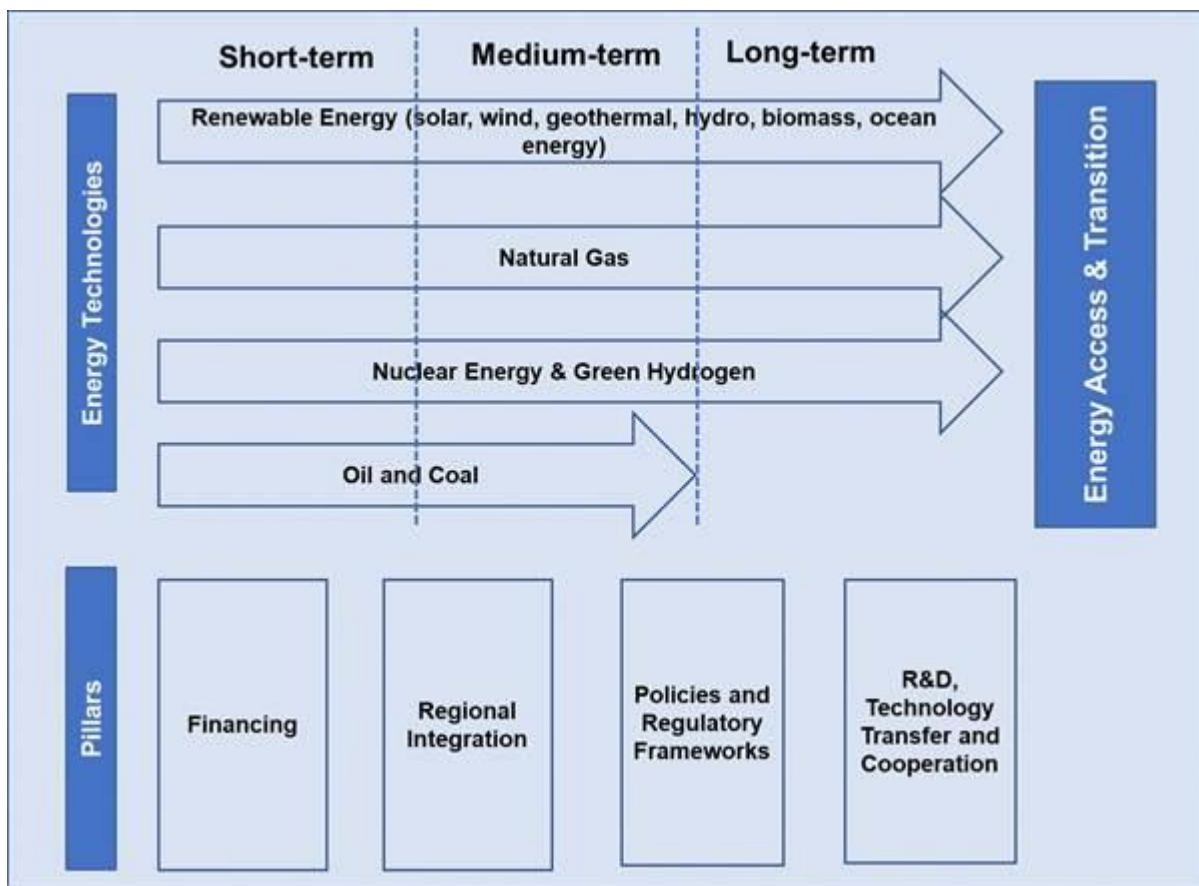 Short-term
Medium-term
Long-term
Energy Technologies
Renewable Energy (solar, wind, geothermal, hydro, biomass, ocean
energy)
Natural Gas
Nuclear Energy & Green Hydrogen
Oil and Coal
Energy Access & Transition
Pillars
Financing
Regional
Integration
Policies and
Regulatory
Frameworks
R&D,
Technology
Transfer and
Cooperation